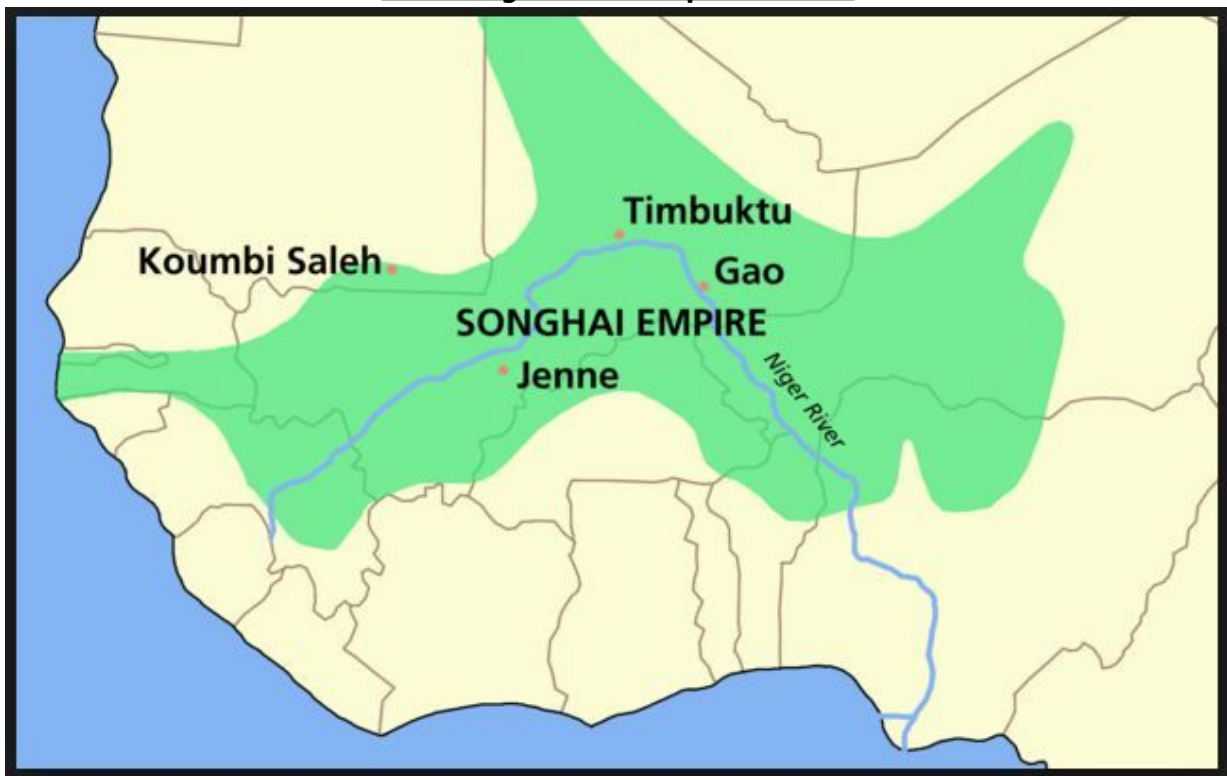 Timbuktu
Koumbi Saleh
Gao
SONGHAI EMPIRE
Jenne
Niger River